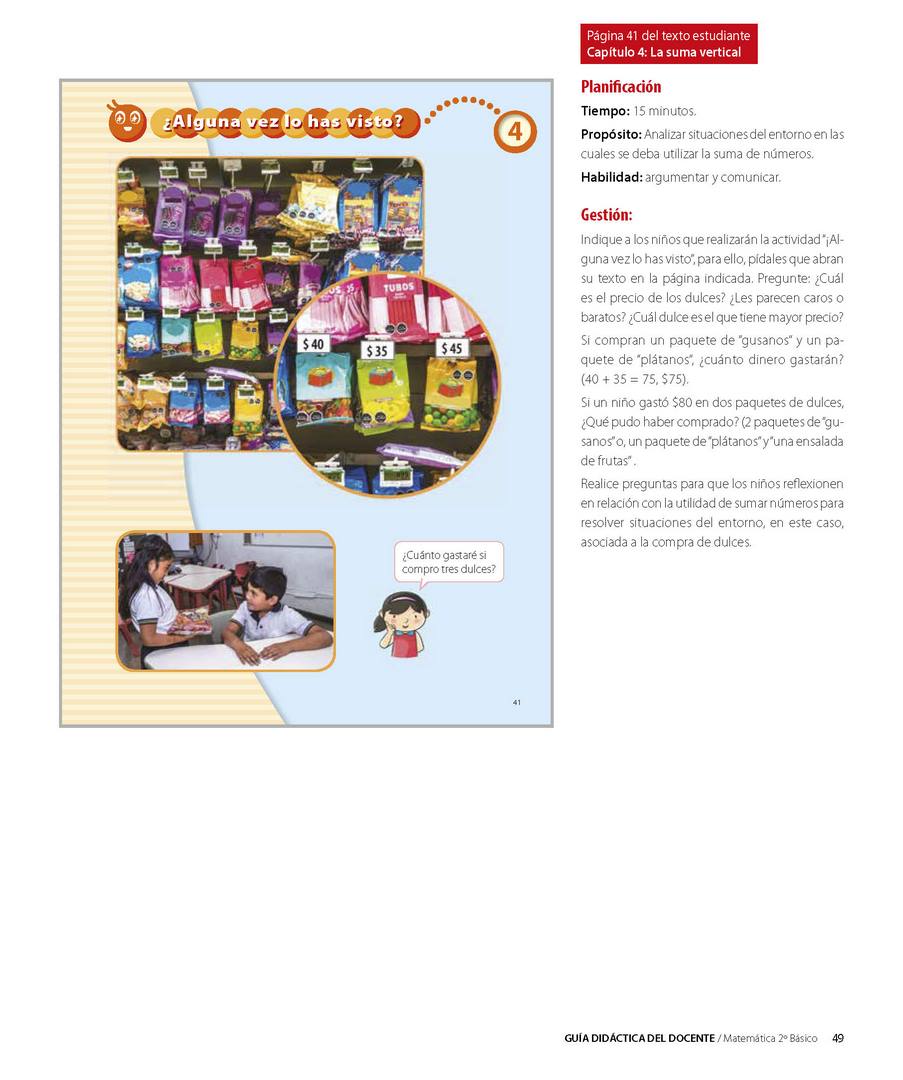 Página 41 del texto estudiante
Capítulo 4: La suma vertical
¿Alguna vez lo has visto?
4
TUBOS
$ 40
$ 35
$ 45
¿Cuánto gastaré si
compro tres dulces?
41
Planificación
Tiempo: 15 minutos.
Propósito: Analizar situaciones del entorno en las
cuales se deba utilizar la suma de números.
Habilidad: argumentar y comunicar.
Gestión:
Indique a los niños que realizarán la actividad "¡Al-
guna vez lo has visto", para ello, pídales que abran
su texto en la página indicada. Pregunte: ¿Cuál
es el precio de los dulces? ¿Les parecen caros o
baratos? ¿Cuál dulce es el que tiene mayor precio?
Si compran un paquete de "gusanos" y un pa-
quete de "plátanos", ¿cuánto dinero gastarán?
(40 + 35 = 75, $75).
Si un niño gastó $80 en dos paquetes de dulces,
¿Qué pudo haber comprado? (2 paquetes de "gu-
sanos" o, un paquete de "plátanos" y "una ensalada
de frutas" .
Realice preguntas para que los niños reflexionen
en relación con la utilidad de sumar números para
resolver situaciones del entorno, en este caso,
asociada a la compra de dulces.
GUÍA DIDÁCTICA DEL DOCENTE / Matemática 2º Básico 49